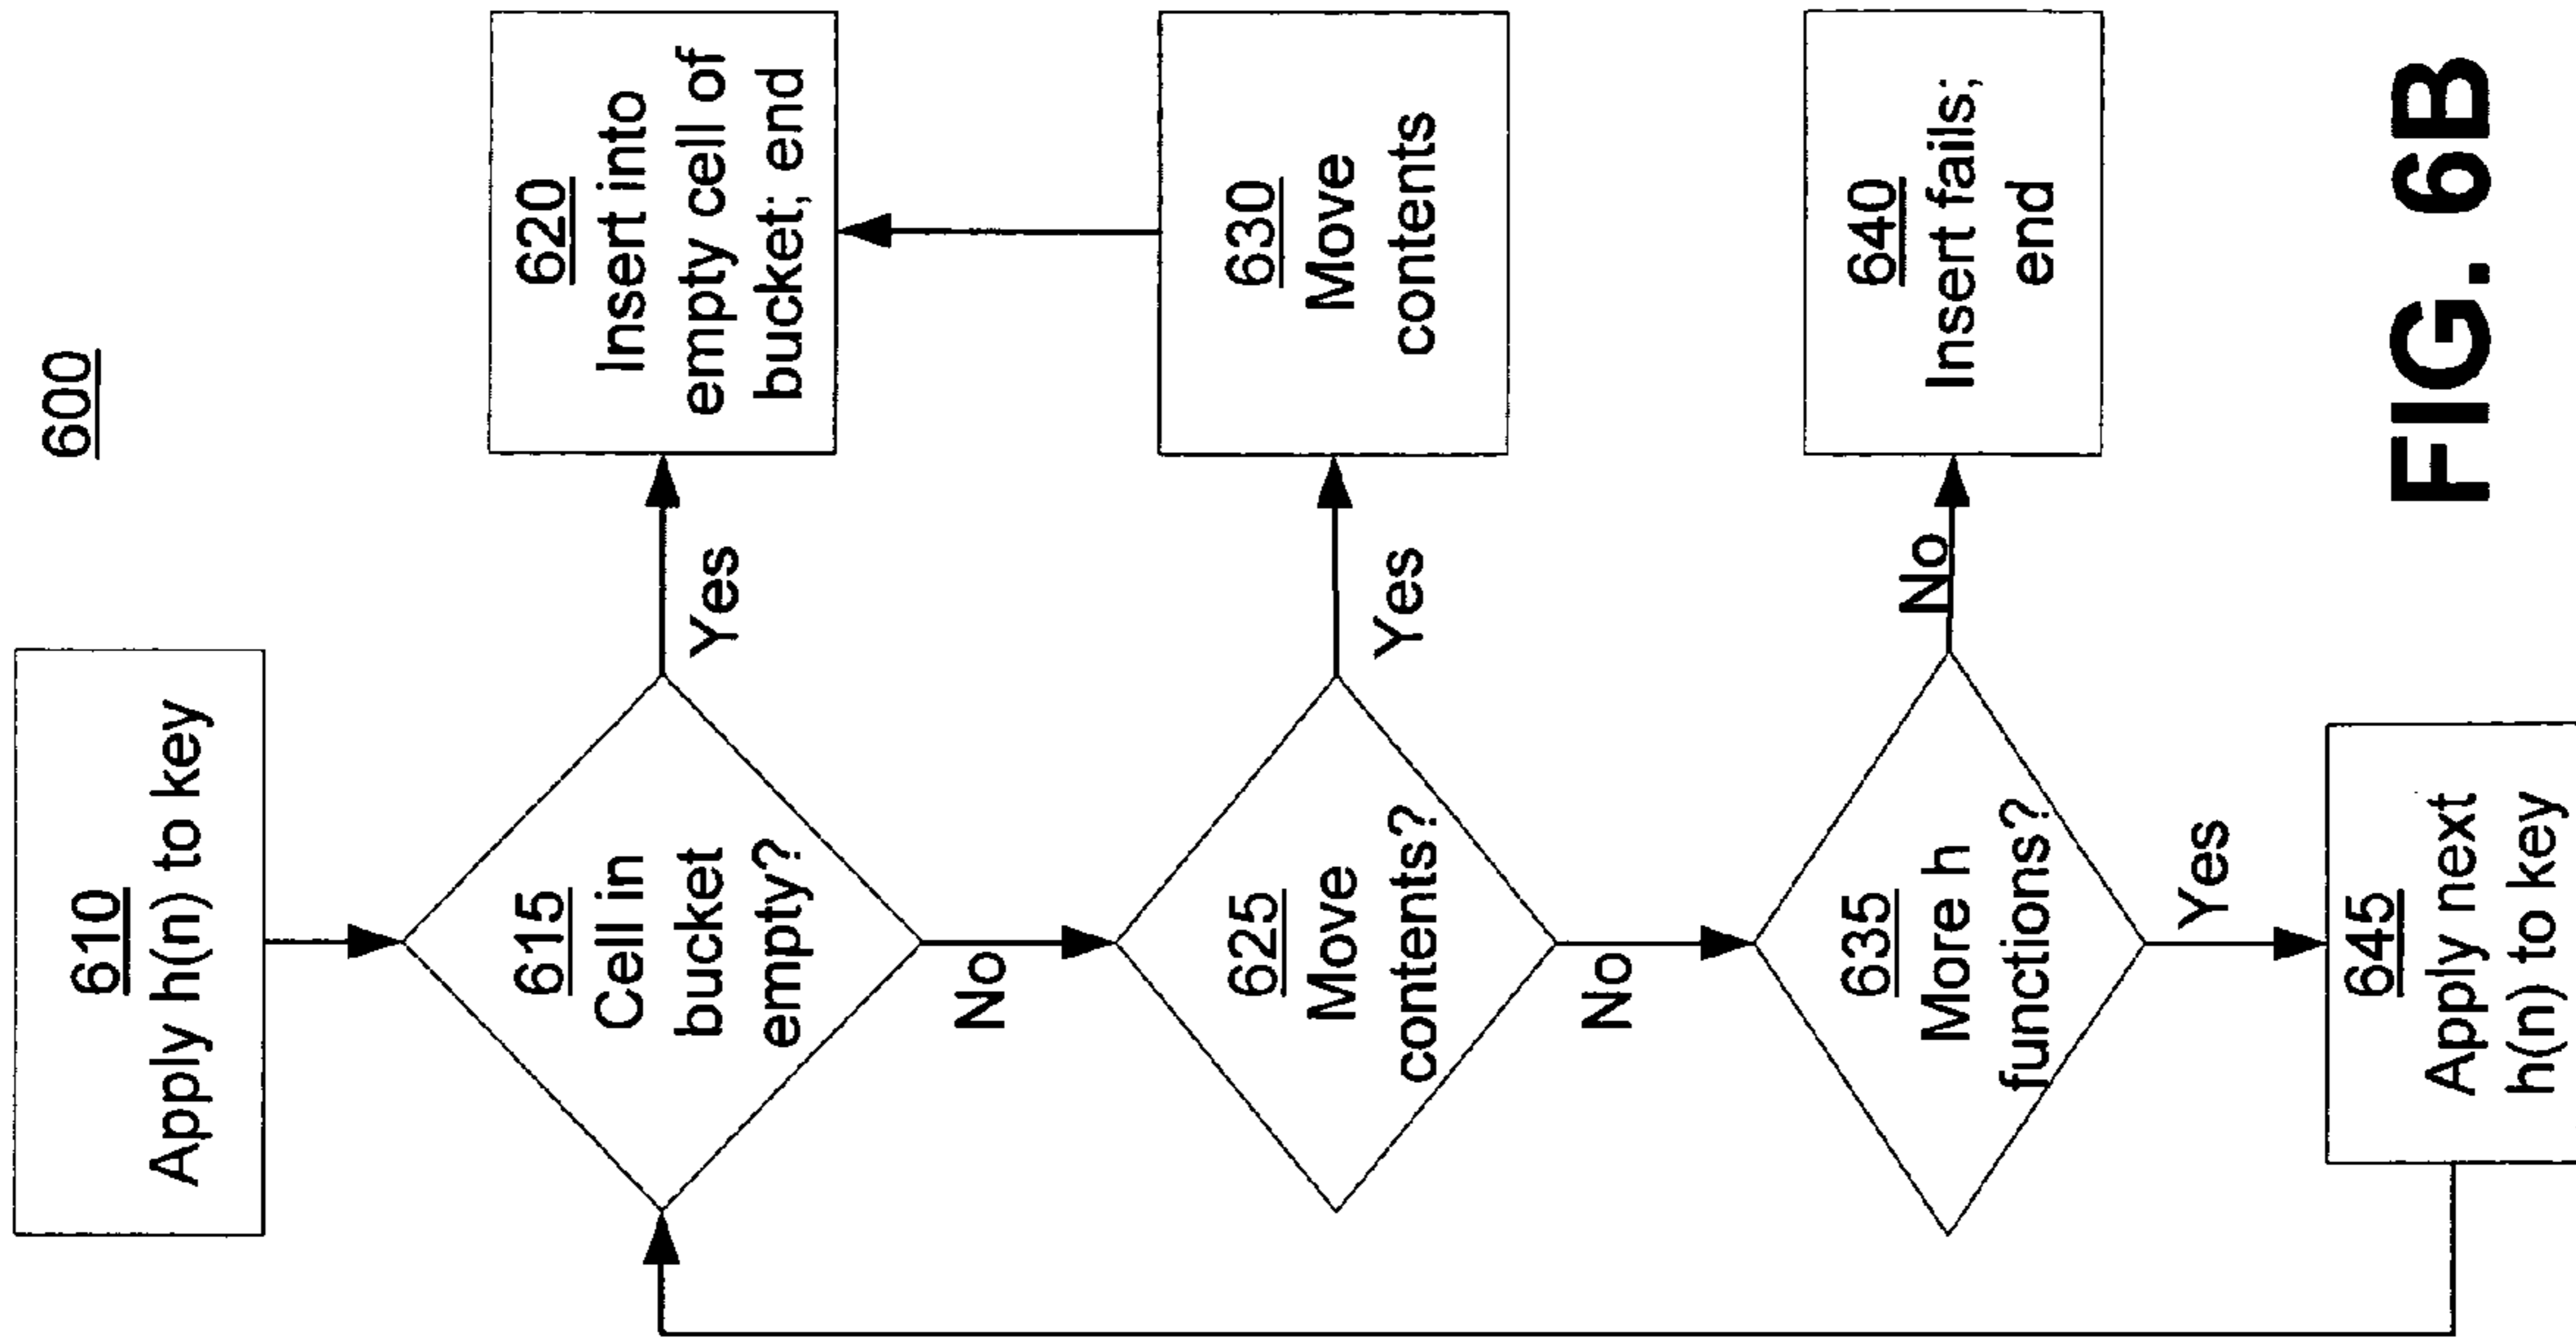 600
610
Apply h(n) to key
615
Cell in
bucket
empty?
Yes
620
Insert into
empty cell of
bucket; end
No
625
Move
contents?
Yes
630
Move
contents
No
635
More h
functions?
No
640
Insert fails;
end
Yes
645
Apply next
h(n) to key
FIG. 6B